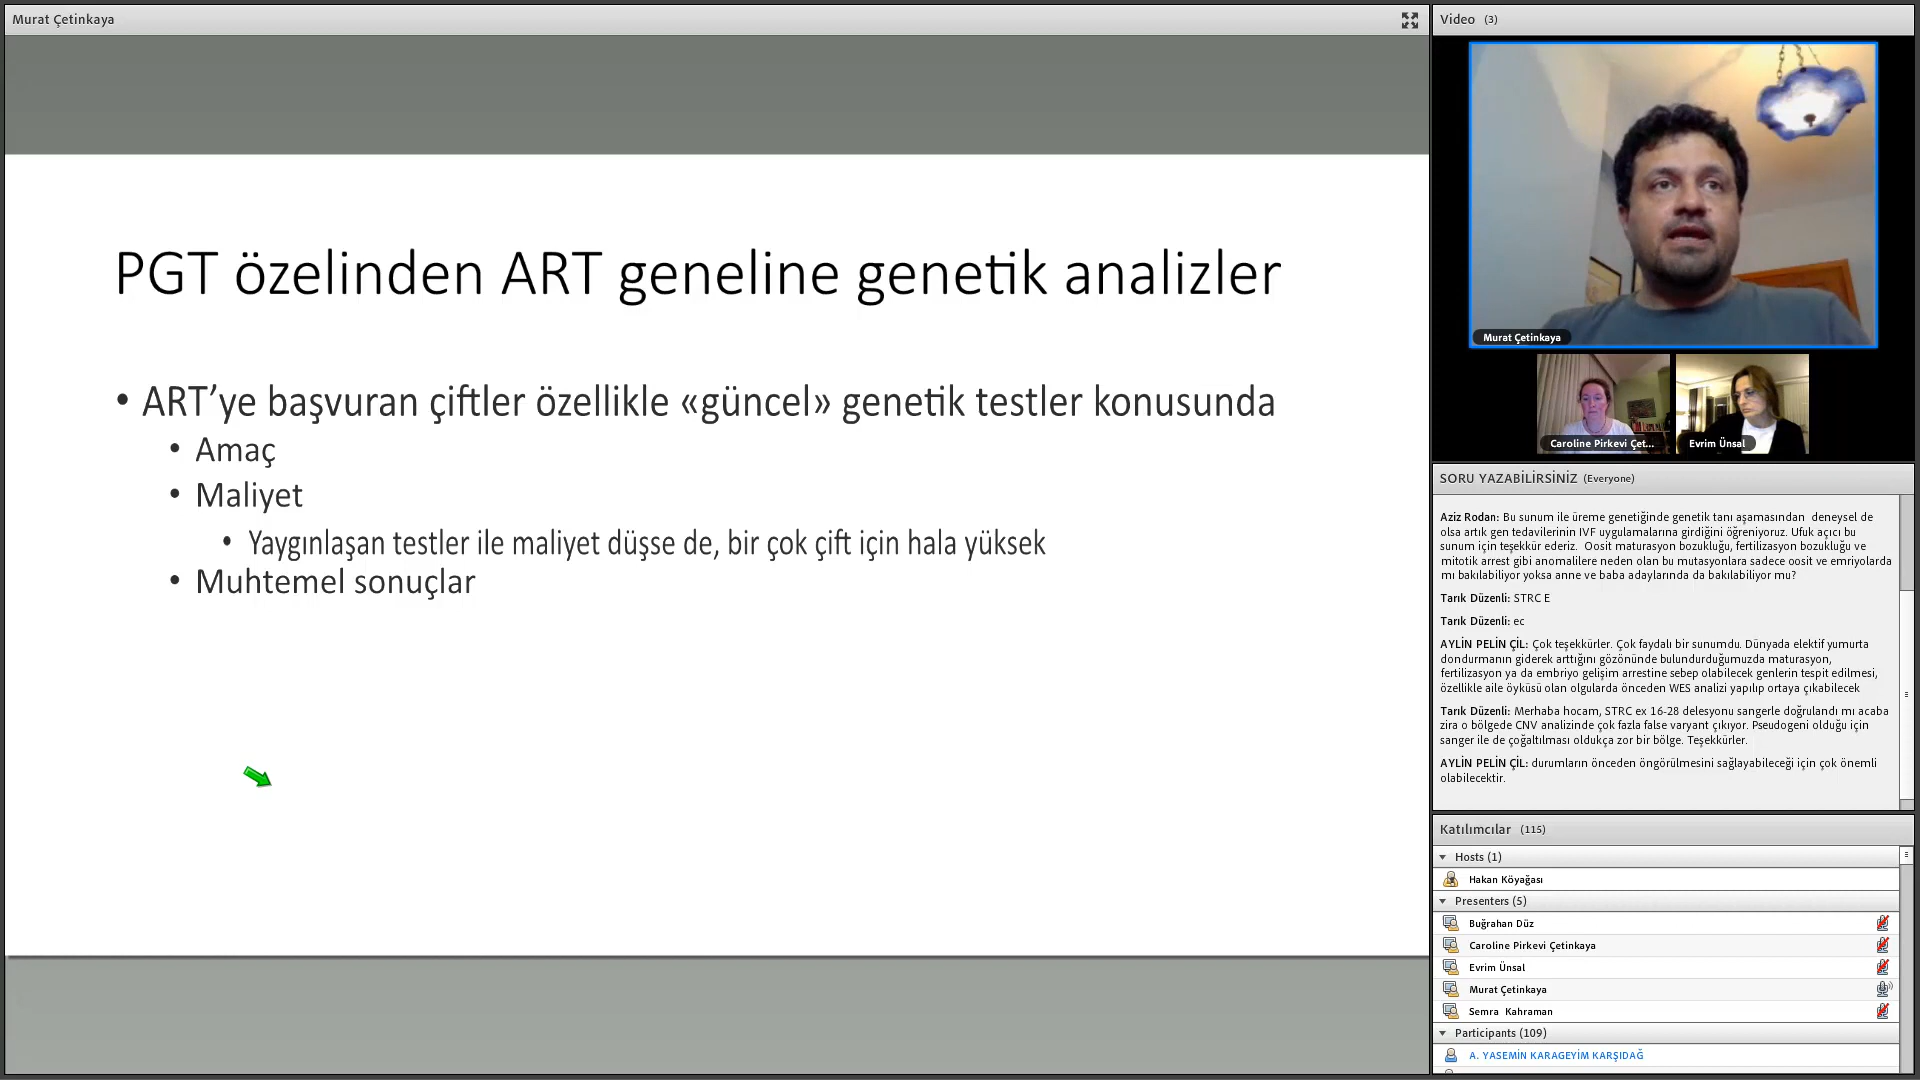 Murat Çetinkaya
PGT özelinden ART geneline genetik analizler
• ART’ye başvuran çiftler özellikle «güncel» genetik testler konusunda
• Amaç
• Maliyet
• Yaygınlaşan testler ile maliyet düşse de, bir çok çift için hala yüksek
• Muhtemel sonuçlar
Video (3)
Murat Çetinkaya
Caroline Pirkevi Çet...
Evrim Ünsal
SORU YAZABİLİRSİNİZ (Everyone)
Aziz Rodan: Bu sunum ile üreme genetiğinde genetik tanı aşamasından deneysel de
olsa artık gen tedavilerinin IVF uygulamalarına girdiğini öğreniyoruz. Ufuk açıcı bu
sunum için teşekkür ederiz. Oosit maturasyon bozukluğu, fertilizasyon bozukluğu ve
mitotik arrest gibi anomalilere neden olan bu mutasyonlara sadece oosit ve emriyolarda
mı bakılabiliyor yoksa anne ve baba adaylarında da bakılabiliyor mu?
Tarık Düzenli: STRC E
Tarık Düzenli: ec
AYLİN PELİN ÇİL: Çok teşekkürler. Çok faydalı bir sunumdu. Dünyada elektif yumurta
dondurmanın giderek arttığını gözönünde bulundurduğumuzda maturasyon,
fertilizasyon ya da embriyo gelişim arrestine sebep olabilecek genlerin tespit edilmesi,
özellikle aile öyküsü olan olgularda önceden WES analizi yapılıp ortaya çıkabilecek
Tarık Düzenli: Merhaba hocam, STRC ex 16-28 delesyonu sangerle doğrulandı mı acaba
zira o bölgede CNV analizinde çok fazla false varyant çıkıyor. Pseudogeni olduğu için
sanger ile de çoğaltılması oldukça zor bir bölge. Teşekkürler.
AYLİN PELİN ÇİL: durumların önceden öngörülmesini sağlayabileceği için çok önemli
olabilecektir.
Katılımcılar (115)
Hosts (1)
Hakan Köyağası
Presenters (5)
Buğrahan Düz
Caroline Pirkevi Çetinkaya
Evrim Ünsal
Murat Çetinkaya
Semra Kahraman
Participants (109)
A. YASEMİN KARAGEYİM KARŞIDAĞ